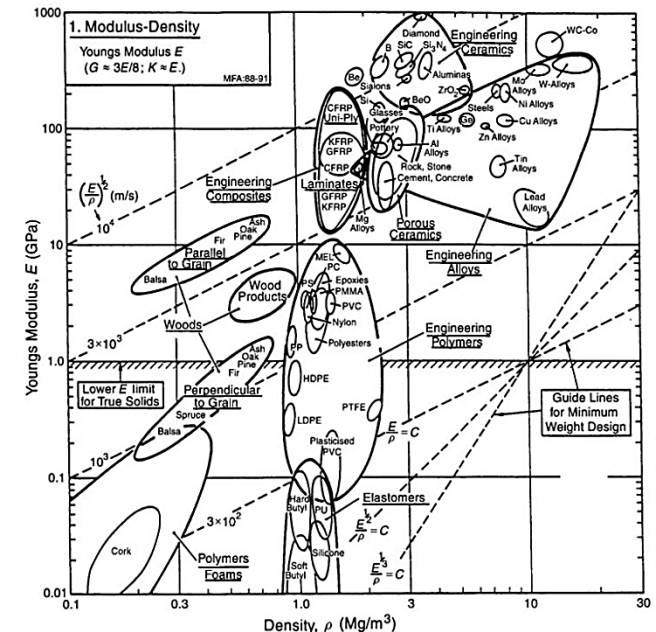 1. Modulus-Density
Youngs Modulus E
(G ≈ 3E/8; K ≈ E.)
MFA:88-91
1000
100
10
1.0
0.1
0.01
Youngs Modulus, E (GPa)
0.1
0.3
1.0
3
10
30
Density, ρ (Mg/m³)
Diamond
B
SiC
Si₃N₄
Engineering
Ceramics
WC-Co
Be
Sialons
Aluminas
ZrO₂
BeO
Mo
Alloys
W-Alloys
Ni Alloys
Steels
Cu Alloys
Ti Alloys
Ge
Zn Alloys
Si
Glasses
Pottery
Al
Alloys
Tin
Alloys
Rock, Stone
Cement, Concrete
Lead
Alloys
CFRP
Uni-Ply
KFRP
GFRP
CFRP
Laminates
GFRP
KFRP
Mg
Alloys
Porous
Ceramics
Engineering
Composites
Engineering
Alloys
(E/ρ)^½ (m/s)
10⁴
Ash
Oak
Fir
Pine
Parallel
to Grain
Balsa
Wood
Products
Woods
3×10³
MEL
PC
PS
Epoxies
PMMA
PVC
Nylon
Polyesters
PP
HDPE
LDPE
PTFE
Plasticised
PVC
Engineering
Polymers
Lower E limit
for True Solids
Ash
Oak
Pine
Fir
Perpendicular
to Grain
Spruce
Balsa
Guide Lines
for Minimum
Weight Design
10³
3×10²
E/ρ = C
E^½/ρ = C
E^⅓/ρ = C
Hard
Butyl
PU
Elastomers
Silicone
Soft
Butyl
Cork
Polymers
Foams